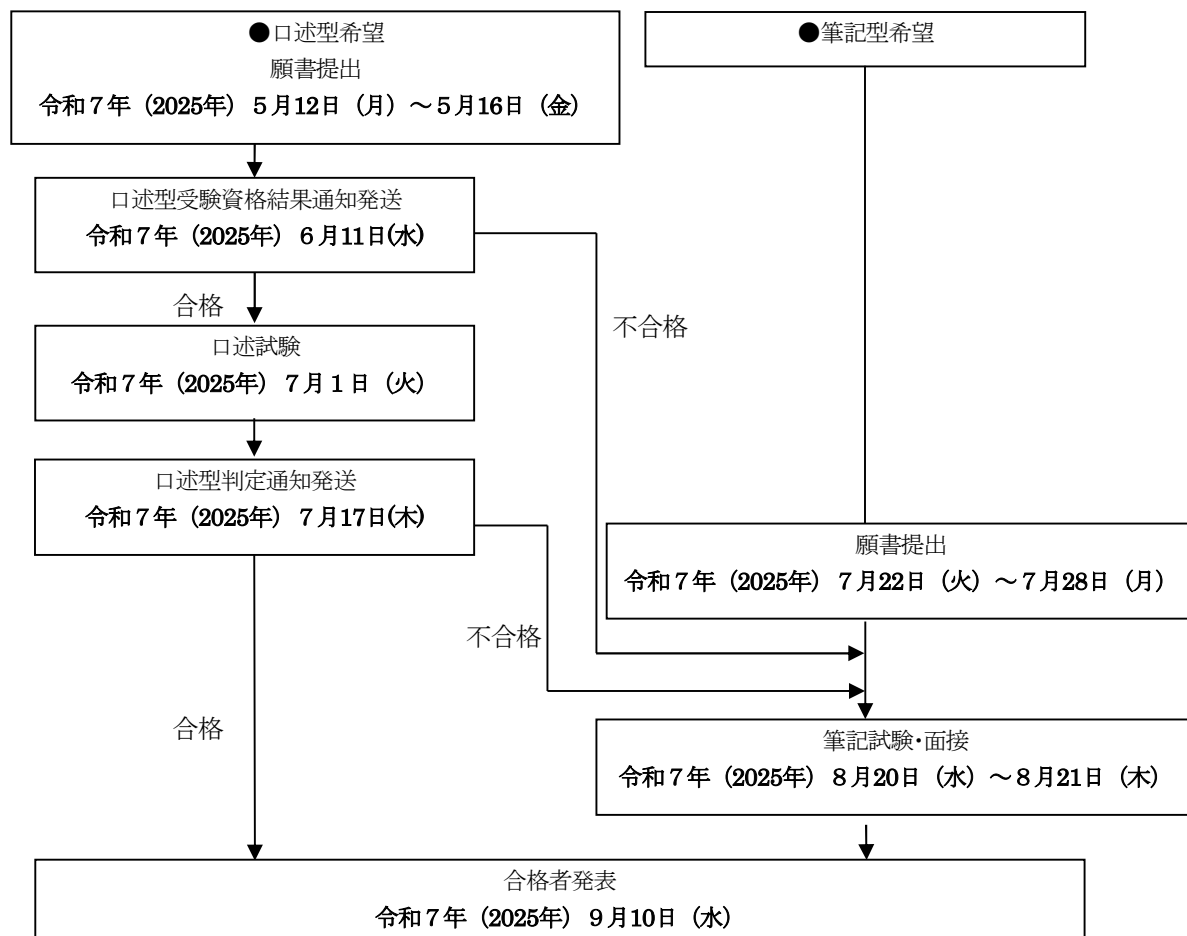 ●口述型希望
願書提出
令和７年（2025年）５月12日（月）～５月16日（金）
●筆記型希望
口述型受験資格結果通知発送
令和７年（2025年）６月11日(水)
合格
不合格
口述試験
令和７年（2025年）７月１日（火）
口述型判定通知発送
令和７年（2025年）７月17日(木)
願書提出
令和７年（2025年）７月22日（火）～７月28日（月）
不合格
合格
筆記試験・面接
令和７年（2025年）８月20日（水）～８月21日（木）
合格者発表
令和７年（2025年）９月10日（水）